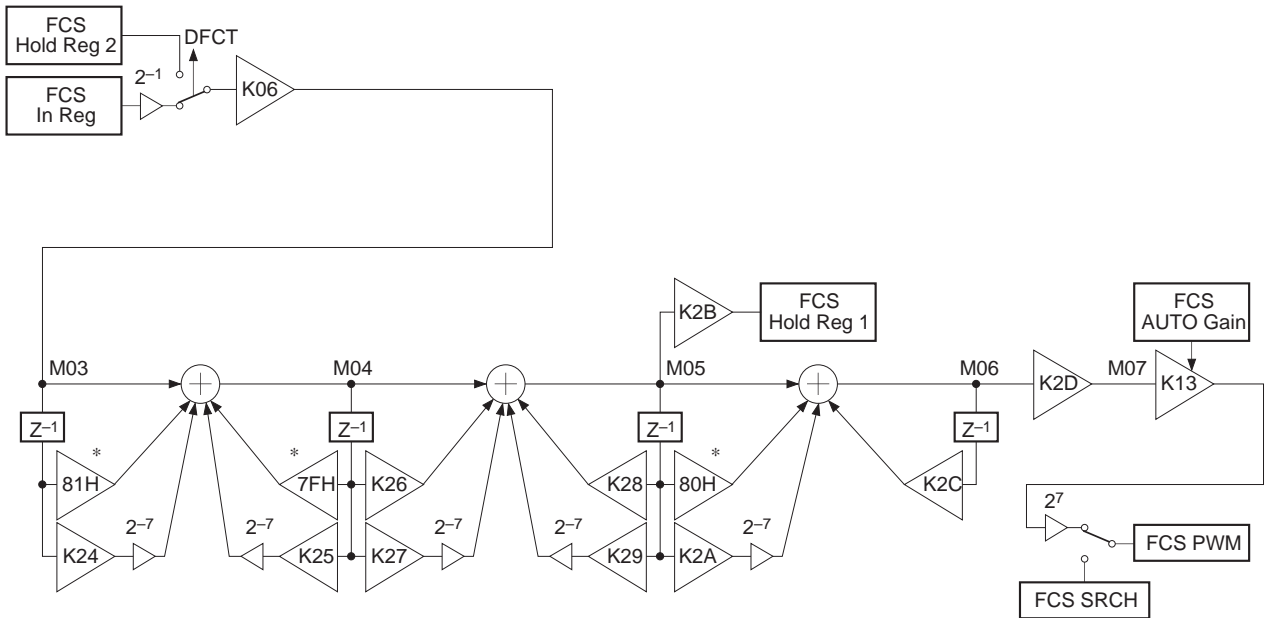 FCS
Hold Reg 2
DFCT
2⁻¹
FCS
In Reg
K06
K2B
FCS
Hold Reg 1
FCS
AUTO Gain
M03
M04
M05
M06
K2D
M07
K13
Z⁻¹
Z⁻¹
Z⁻¹
Z⁻¹
*
*
*
81H
7FH
K26
K28
80H
K2C
2⁻⁷
2⁻⁷
2⁻⁷
2⁻⁷
2⁻⁷
K24
K25
K27
K29
K2A
2⁷
FCS PWM
FCS SRCH